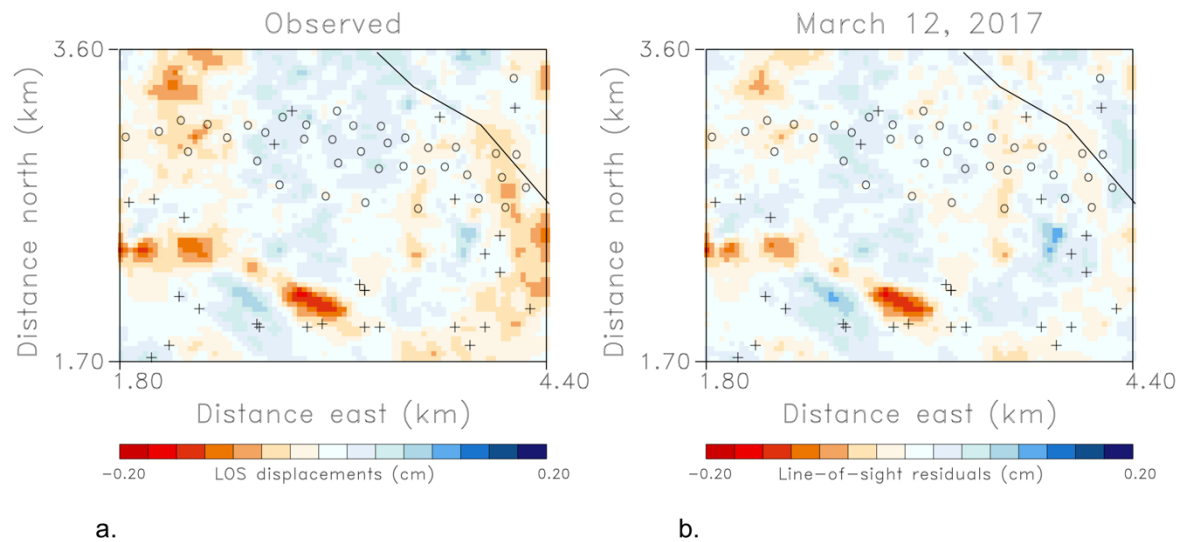 Observed
March 12, 2017
3.60
Distance north (km)
1.70
1.80
4.40
Distance east (km)
-0.20
LOS displacements (cm)
0.20
3.60
Distance north (km)
1.70
1.80
4.40
Distance east (km)
-0.20
Line-of-sight residuals (cm)
0.20
a.
b.